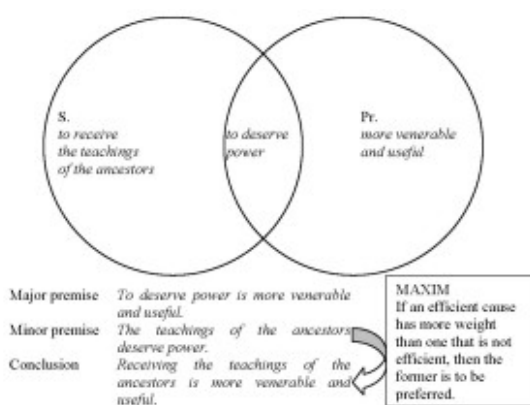 S.
to receive
the teachings
of the ancestors
to deserve
power
Pr.
more venerable
and useful
Major premise To deserve power is more venerable
and useful.
Minor premise The teachings of the ancestors
deserve power.
Conclusion Receiving the teachings of the
ancestors is more venerable and
useful.
MAXIM
If an efficient cause
has more weight
than one that is not
efficient, then the
former is to be
preferred.